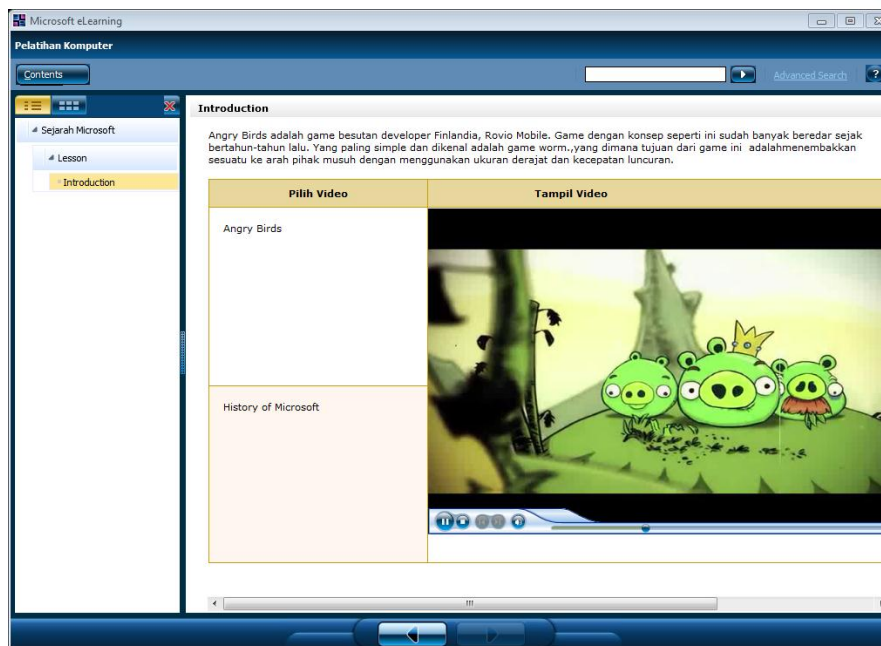 Microsoft eLearning
Pelatihan Komputer
Contents
Advanced Search
?
Sejarah Microsoft
Lesson
Introduction
Introduction
Angry Birds adalah game besutan developer Finlandia, Rovio Mobile. Game dengan konsep seperti ini sudah banyak beredar sejak
bertahun-tahun lalu. Yang paling simple dan dikenal adalah game worm.,yang dimana tujuan dari game ini adalahmenembakkan
sesuatu ke arah pihak musuh dengan menggunakan ukuran derajat dan kecepatan luncuran.
Pilih Video
Tampil Video
Angry Birds
History of Microsoft